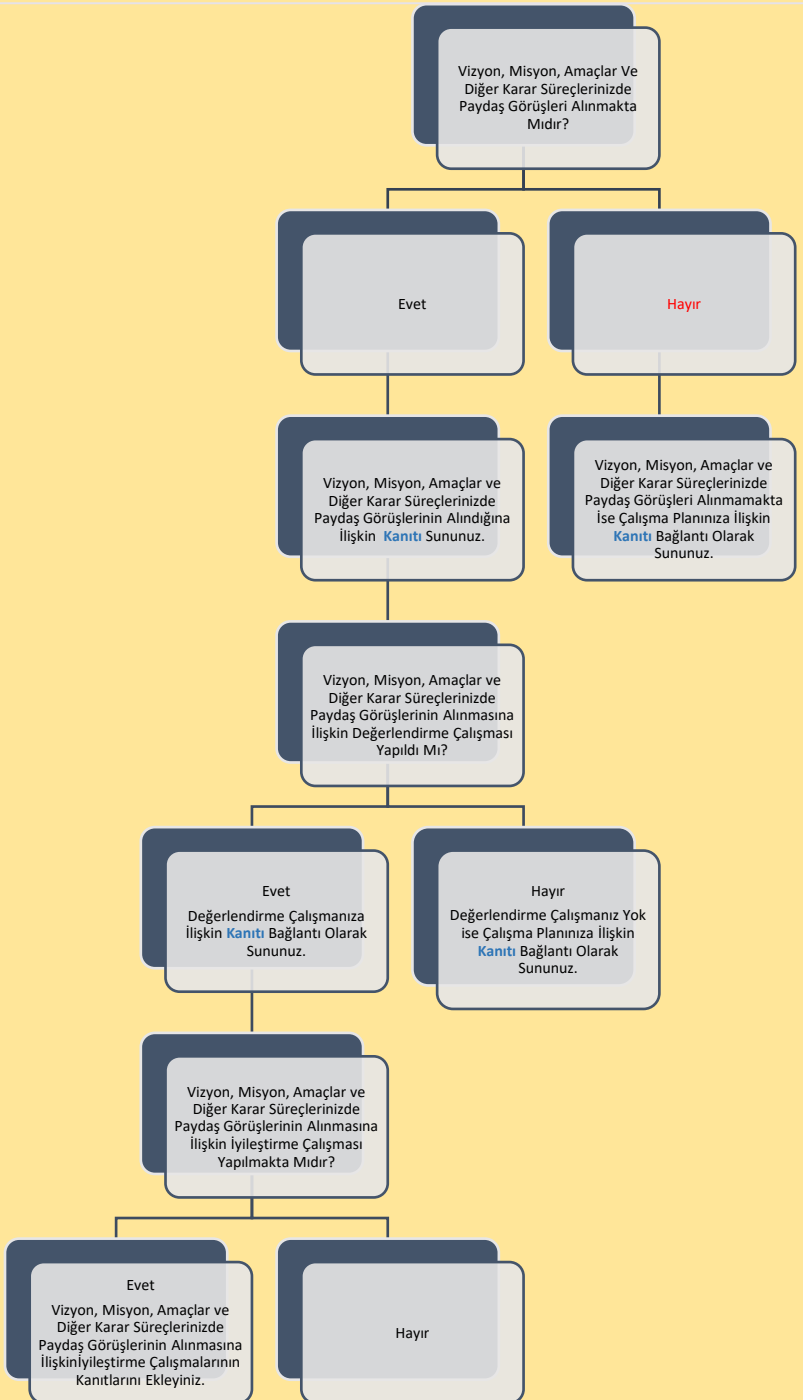 Vizyon, Misyon, Amaçlar Ve
Diğer Karar Süreçlerinizde
Paydaş Görüşleri Alınmakta
Mıdır?
Evet
Hayır
Vizyon, Misyon, Amaçlar ve
Diğer Karar Süreçlerinizde
Paydaş Görüşlerinin Alındığına
İlişkin Kanıtı Sununuz.
Vizyon, Misyon, Amaçlar ve
Diğer Karar Süreçlerinizde
Paydaş Görüşleri Alınmamakta
İse Çalışma Planınıza İlişkin
Kanıtı Bağlantı Olarak
Sununuz.
Vizyon, Misyon, Amaçlar ve
Diğer Karar Süreçlerinizde
Paydaş Görüşlerinin Alınmasına
İlişkin Değerlendirme Çalışması
Yapıldı Mı?
Evet
Değerlendirme Çalışmanıza
İlişkin Kanıtı Bağlantı Olarak
Sununuz.
Hayır
Değerlendirme Çalışmanız Yok
ise Çalışma Planınıza İlişkin
Kanıtı Bağlantı Olarak
Sununuz.
Vizyon, Misyon, Amaçlar ve
Diğer Karar Süreçlerinizde
Paydaş Görüşlerinin Alınmasına
İlişkin İyileştirme Çalışması
Yapılmakta Mıdır?
Evet
Vizyon, Misyon, Amaçlar ve
Diğer Karar Süreçlerinizde
Paydaş Görüşlerinin Alınmasına
İlişkinİyileştirme Çalışmalarının
Kanıtlarını Ekleyiniz.
Hayır